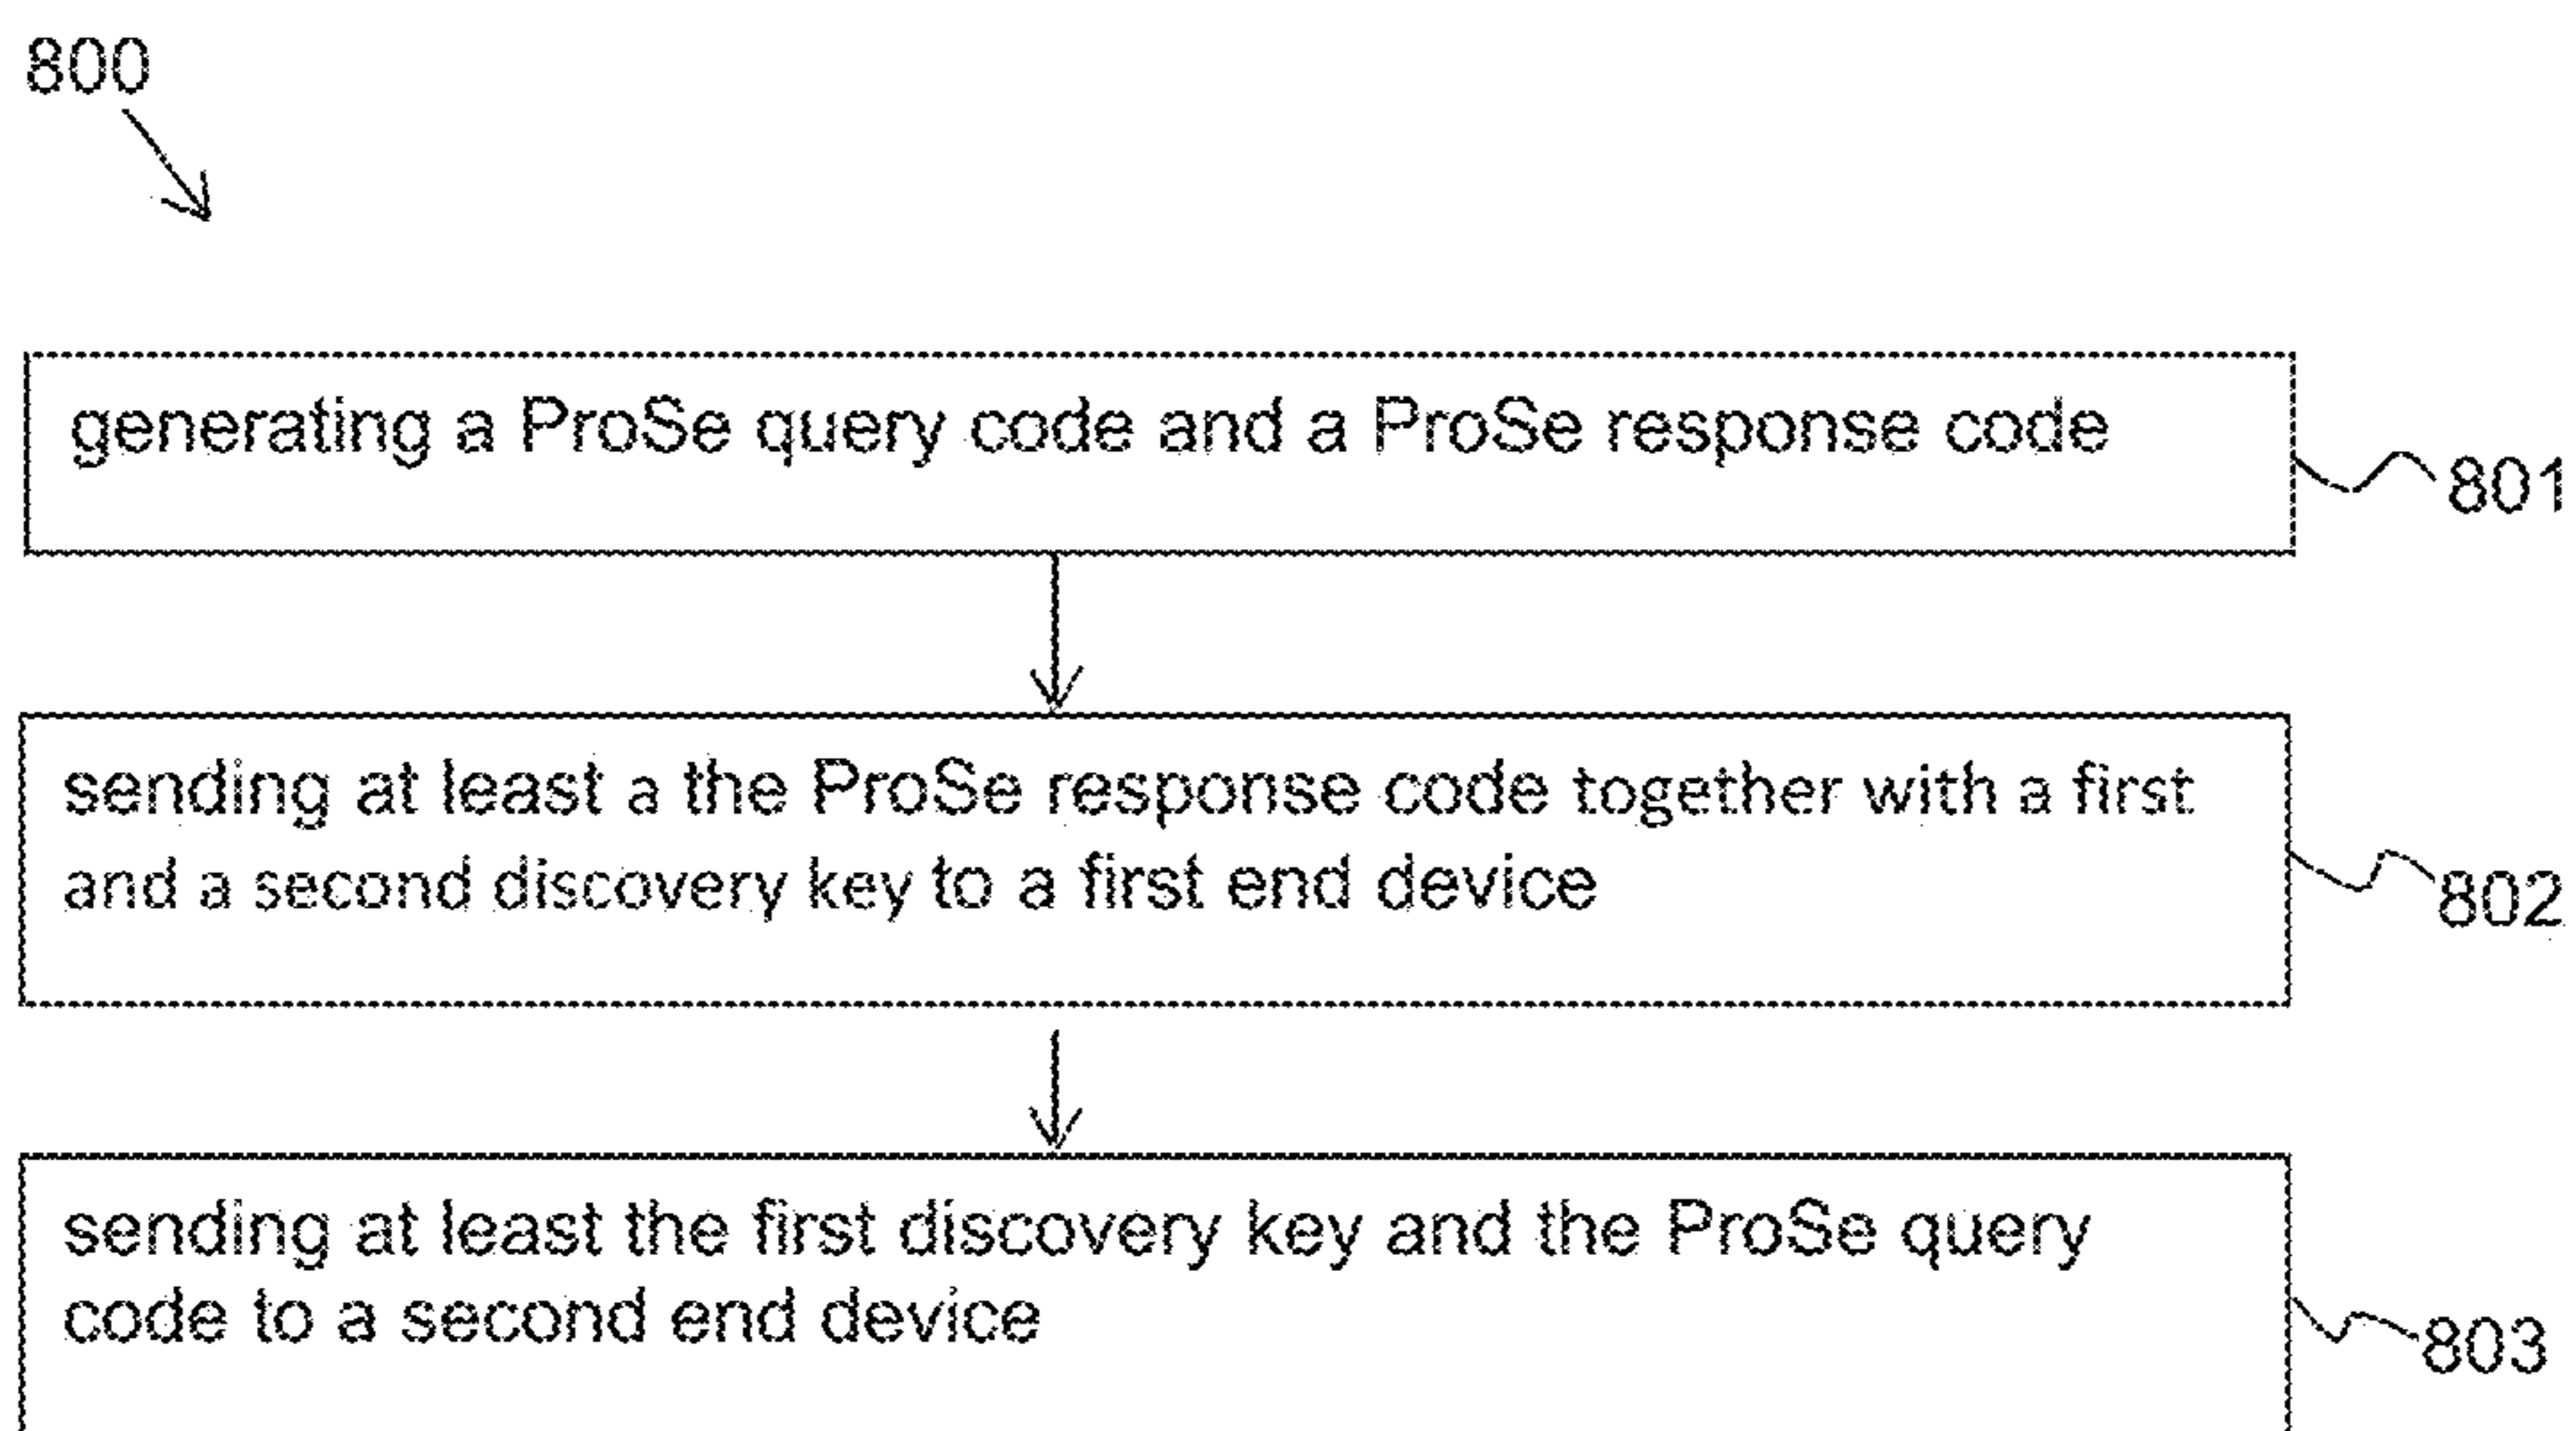 800
generating a ProSe query code and a ProSe response code
801
sending at least a the ProSe response code together with a first
and a second discovery key to a first end device
802
sending at least the first discovery key and the ProSe query
code to a second end device
803